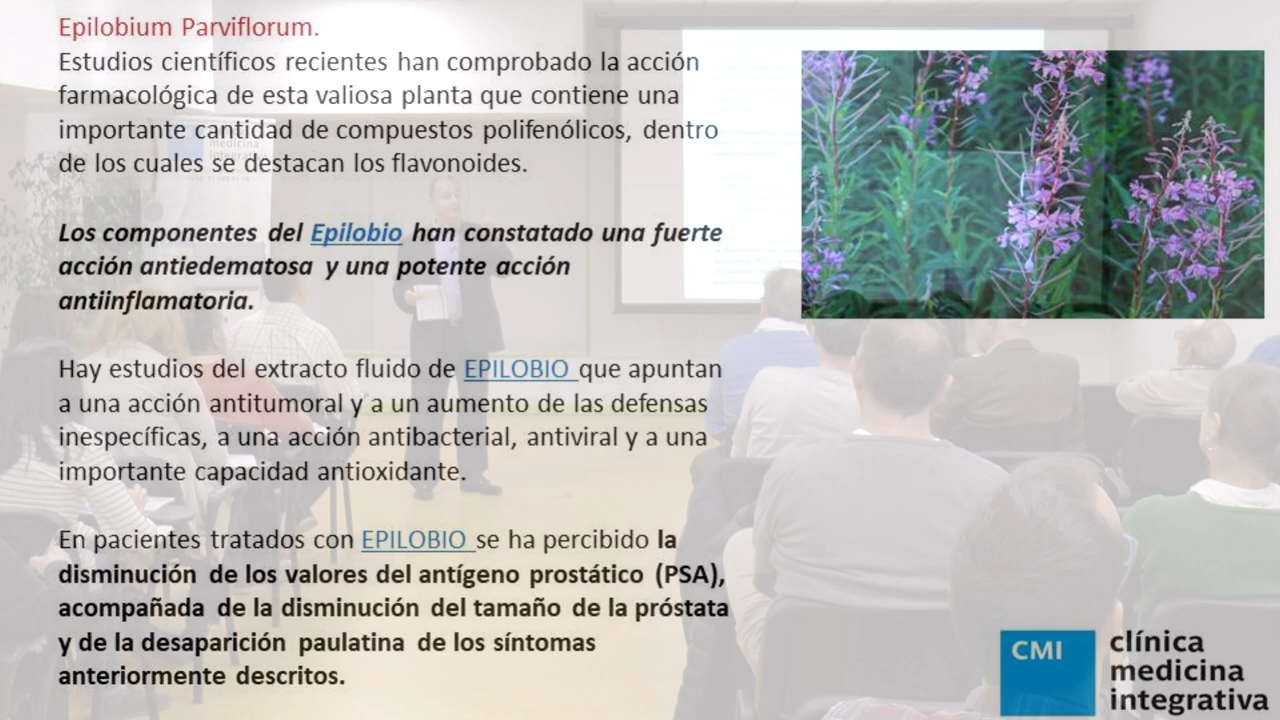 Epilobium Parviflorum.
Estudios científicos recientes han comprobado la acción
farmacológica de esta valiosa planta que contiene una
importante cantidad de compuestos polifenólicos, dentro
de los cuales se destacan los flavonoides.
Los componentes del Epilobio han constatado una fuerte
acción antiedematosa y una potente acción
antiinflamatoria.
Hay estudios del extracto fluido de EPILOBIO que apuntan
a una acción antitumoral y a un aumento de las defensas
inespecíficas, a una acción antibacterial, antiviral y a una
importante capacidad antioxidante.
En pacientes tratados con EPILOBIO se ha percibido la
disminución de los valores del antígeno prostático (PSA),
acompañada de la disminución del tamaño de la próstata
y de la desaparición paulatina de los síntomas
anteriormente descritos.
medicina
integrativa
CMI
clínica
medicina
integrativa